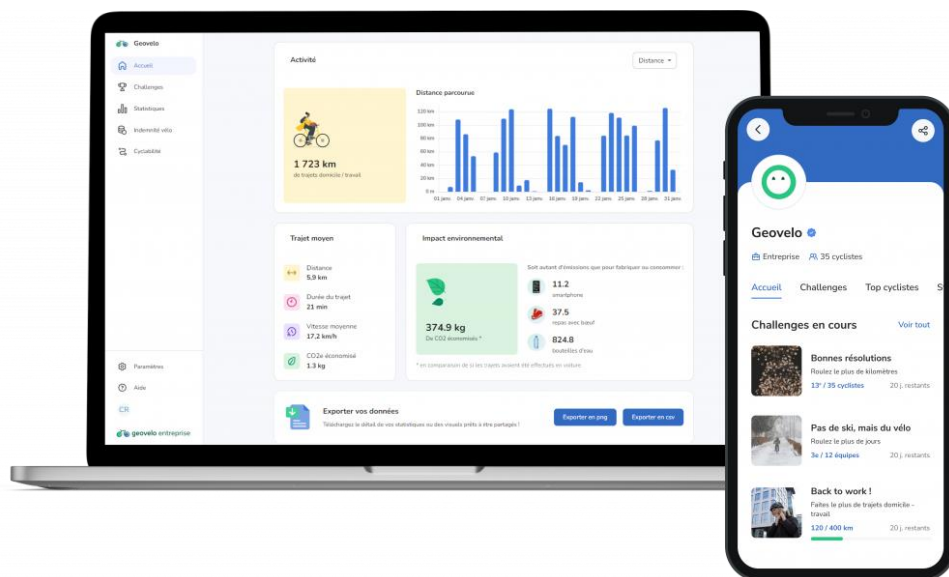 Geovelo
Accueil
Challenges
Statistiques
Indemnité vélo
Cyclabilité
Paramètres
Aide
CR
geovelo entreprise
Activité
Distance
1 723 km
de trajets domicile / travail
Distance parcourue
120 km
100 km
80 km
60 km
40 km
20 km
0 m
01 janv. 04 janv. 07 janv. 10 janv. 13 janv. 16 janv. 19 janv. 22 janv. 25 janv. 28 janv. 31 janv.
Trajet moyen
Distance
5,9 km
Durée du trajet
21 min
Vitesse moyenne
17,2 km/h
CO2e économisé
1.3 kg
Impact environnemental
374.9 kg
De CO2 économisés *
Soit autant d'émissions que pour fabriquer ou consommer :
11.2
smartphone
37.5
repas avec bœuf
824.8
bouteilles d'eau
* en comparaison de si les trajets avaient été effectués en voiture
Exporter vos données
Téléchargez le détail de vos statistiques ou des visuels prêts à être partagés !
Exporter en png
Exporter en csv
Geovelo
Entreprise 35 cyclistes
Accueil Challenges Top cyclistes S
Challenges en cours Voir tout
Bonnes résolutions
Roulez le plus de kilomètres
13e / 35 cyclistes 20 j. restants
Pas de ski, mais du vélo
Roulez le plus de jours
3e / 12 équipes 20 j. restants
Back to work !
Faites le plus de trajets domicile -
travail
120 / 400 km 20 j. restants